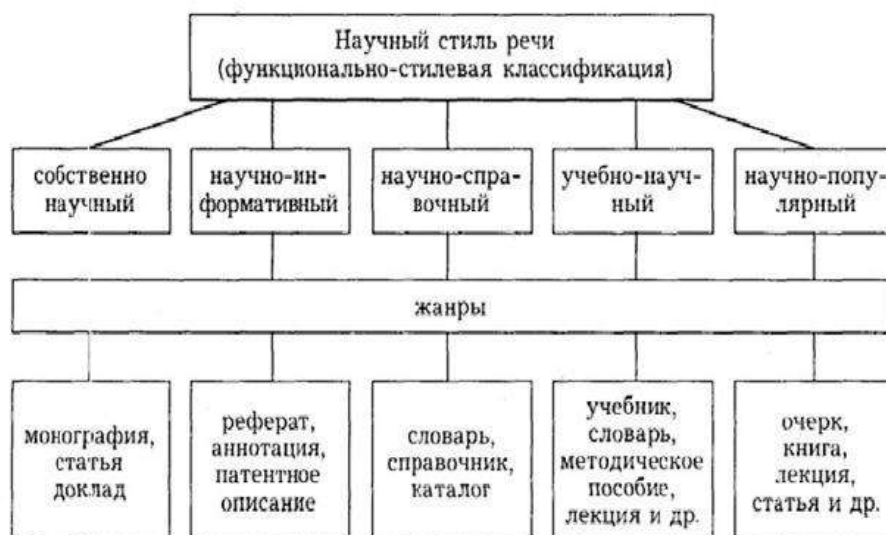 Научный стиль речи
(функционально-стилевая классификация)
собственно
научный
научно-ин-
формативный
научно-спра-
вочный
учебно-науч-
ный
научно-попу-
лярный
жанры
монография,
статья
доклад
реферат,
аннотация,
патентное
описание
словарь,
справочник,
каталог
учебник,
словарь,
методическое
пособие,
лекция и др.
очерк,
книга,
лекция,
статья и др.